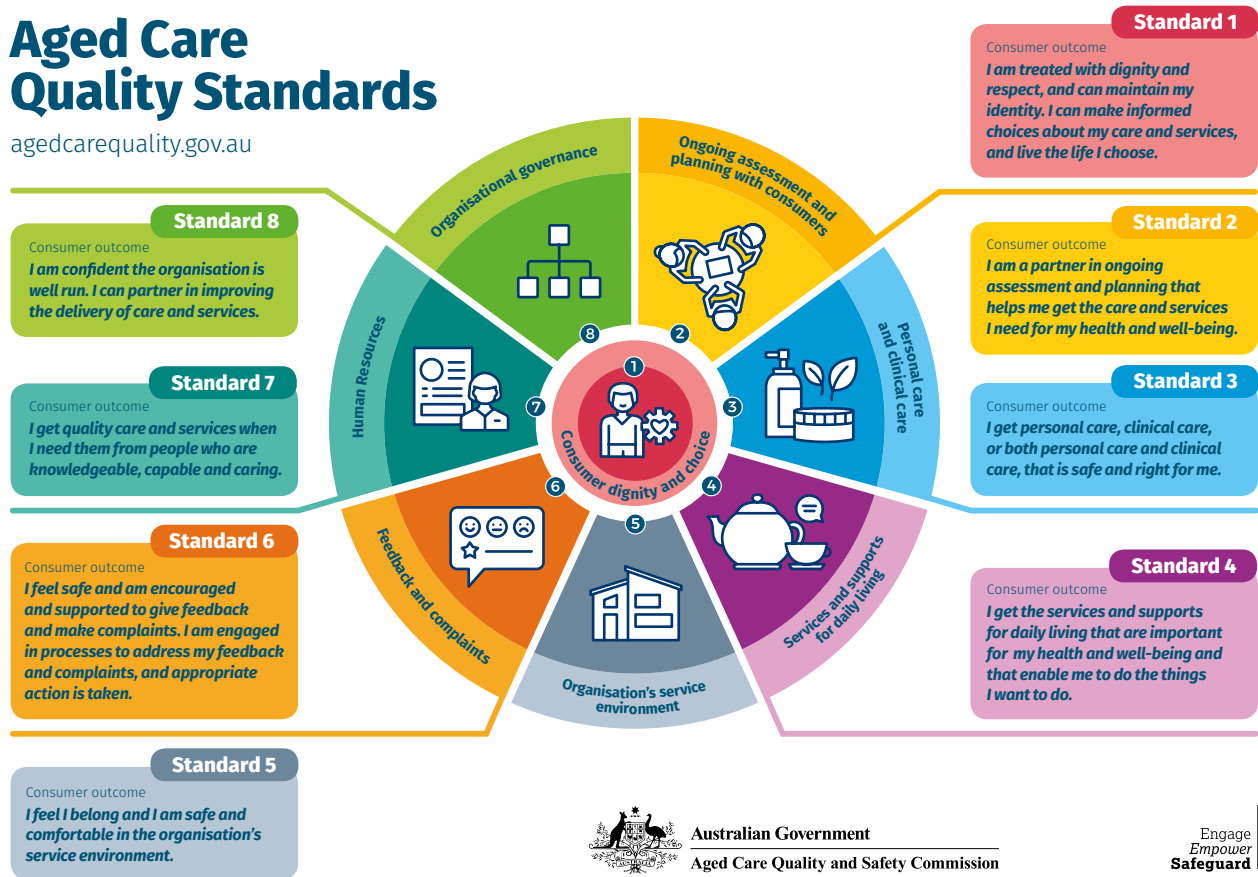 Aged Care
Quality Standards
agedcarequality.gov.au
Standard 1
Consumer outcome
I am treated with dignity and
respect, and can maintain my
identity. I can make informed
choices about my care and services,
and live the life I choose.
Standard 2
Consumer outcome
I am a partner in ongoing
assessment and planning that
helps me get the care and services
I need for my health and well-being.
Standard 3
Consumer outcome
I get personal care, clinical care,
or both personal care and clinical
care, that is safe and right for me.
Standard 4
Consumer outcome
I get the services and supports
for daily living that are important
for my health and well-being and
that enable me to do the things
I want to do.
Standard 5
Consumer outcome
I feel I belong and I am safe and
comfortable in the organisation's
service environment.
Standard 6
Consumer outcome
I feel safe and am encouraged
and supported to give feedback
and make complaints. I am engaged
in processes to address my feedback
and complaints, and appropriate
action is taken.
Standard 7
Consumer outcome
I get quality care and services when
I need them from people who are
knowledgeable, capable and caring.
Standard 8
Consumer outcome
I am confident the organisation is
well run. I can partner in improving
the delivery of care and services.
1
Consumer dignity and choice
2
Ongoing assessment and
planning with consumers
3
Personal care
and clinical care
4
Services and supports
for daily living
5
Organisation's service
environment
6
Feedback and complaints
7
Human Resources
8
Organisational governance
AUSTRALIA
Australian Government
Aged Care Quality and Safety Commission
Engage
Empower
Safeguard